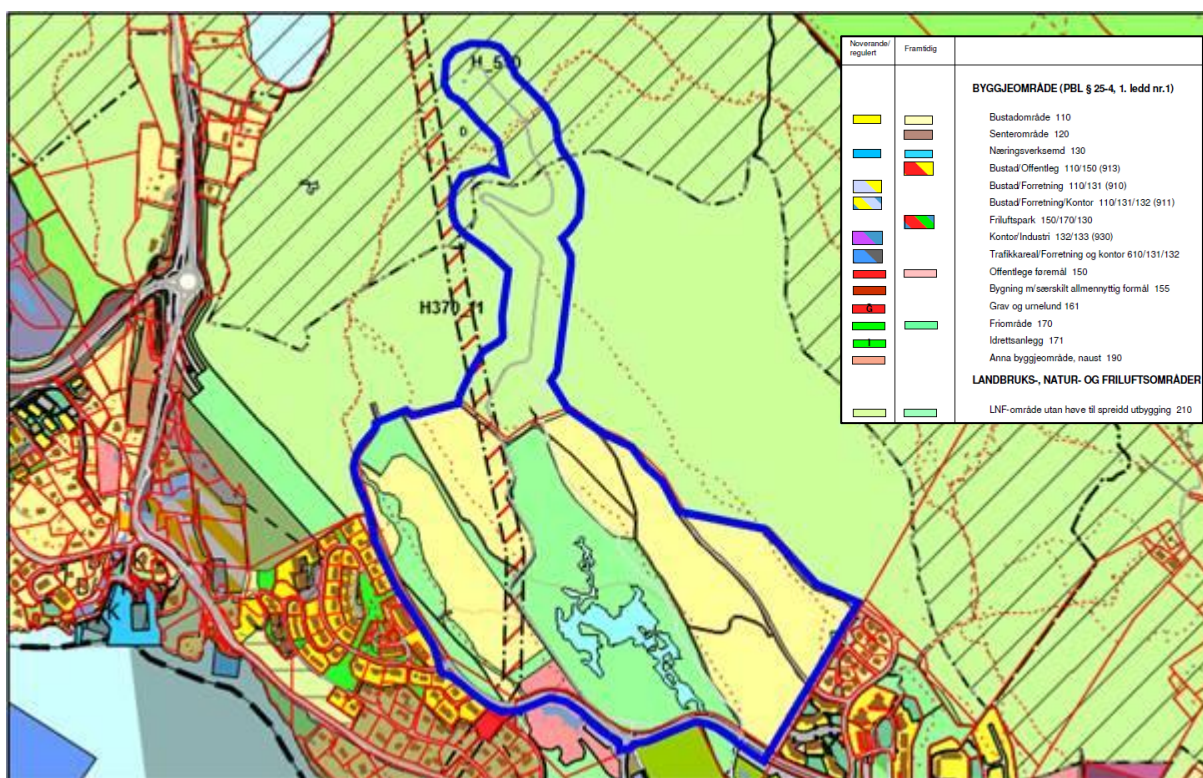 H_5
H370_11
Noverande/
regulert
Framtidig
BYGGJEOMRÅDE (PBL § 25-4, 1. ledd nr.1)
Bustadområde 110
Senterområde 120
Næringsverksemd 130
Bustad/Offentleg 110/150 (913)
Bustad/Forretning 110/131 (910)
Bustad/Forretning/Kontor 110/131/132 (911)
Friluftspark 150/170/130
Kontor/Industri 132/133 (930)
Trafikkareal/Forretning og kontor 610/131/132
Offentlege føremål 150
Bygning m/særskilt allmennyttig formål 155
Grav og urnelund 161
Friområde 170
Idrettsanlegg 171
Anna byggjeområde, naust 190
LANDBRUKS-, NATUR- OG FRILUFTSOMRÅDER
LNF-område utan høve til spreidd utbygging 210